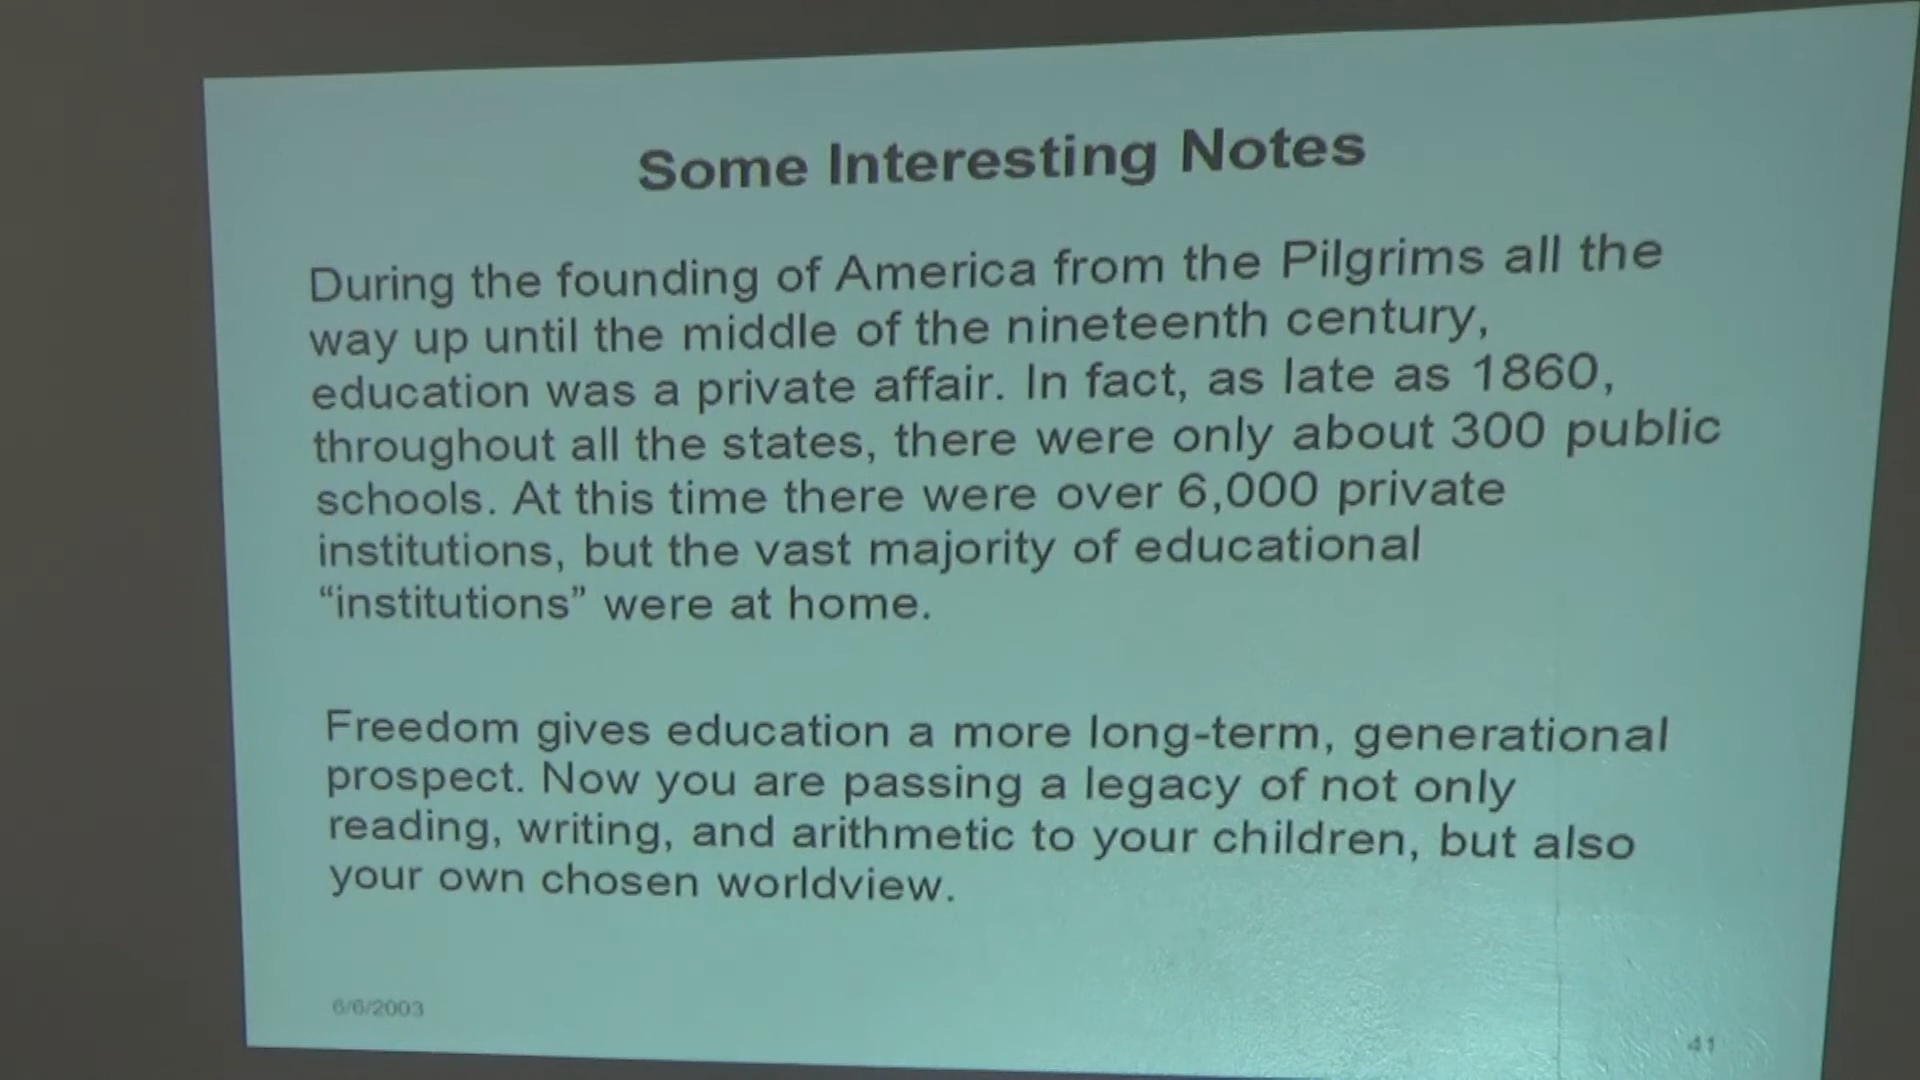 Some Interesting Notes
During the founding of America from the Pilgrims all the
way up until the middle of the nineteenth century,
education was a private affair. In fact, as late as 1860,
throughout all the states, there were only about 300 public
schools. At this time there were over 6,000 private
institutions, but the vast majority of educational
“institutions” were at home.
Freedom gives education a more long-term, generational
prospect. Now you are passing a legacy of not only
reading, writing, and arithmetic to your children, but also
your own chosen worldview.
6/6/2003
41